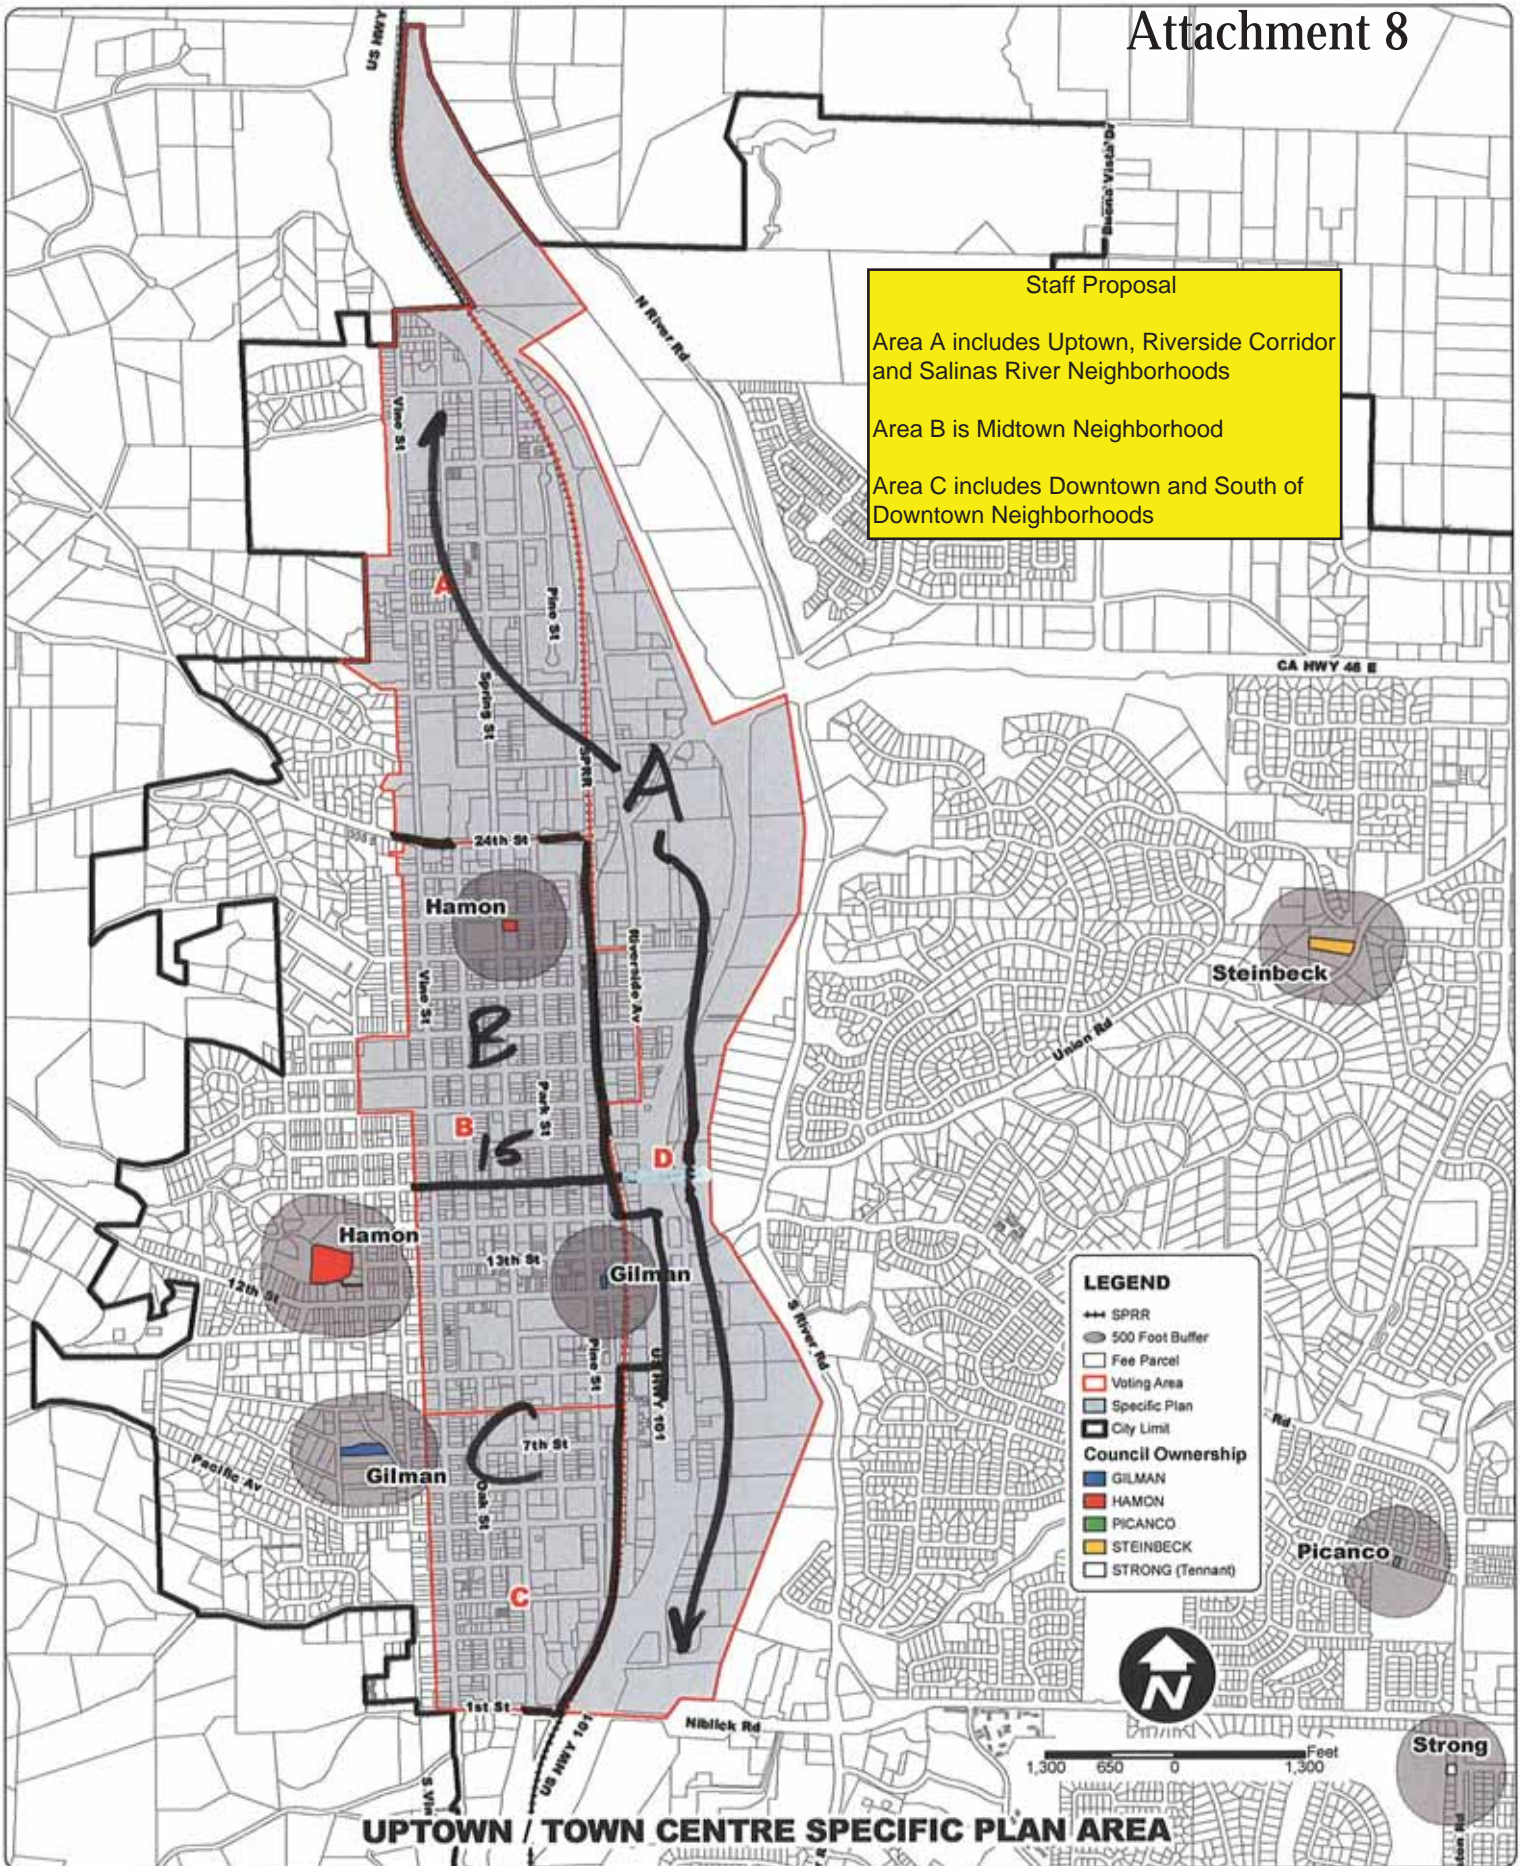 Attachment 8
US HWY
Buena Vista Dr
Staff Proposal
Area A includes Uptown, Riverside Corridor
and Salinas River Neighborhoods
Area B is Midtown Neighborhood
Area C includes Downtown and South of
Downtown Neighborhoods
N River Rd
Vine St
A
Pine St
CA HWY 46 E
Spring St
SPRR
A
24th St
Hamon
Riverside Av
Steinbeck
Vine St
B
Union Rd
Park St
B
15
D
Hamon
13th St
Gilman
12th St
S River Rd
Pine St
US HWY 101
LEGEND
SPRR
500 Foot Buffer
Fee Parcel
Voting Area
Specific Plan
City Limit
Council Ownership
GILMAN
HAMON
PICANCO
STEINBECK
STRONG (Tennant)
Rd
C
7th St
Gilman
Pacific Av
Oak St
Picanco
C
N
1st St
Niblick Rd
US HWY 101
Strong
Feet
1,300 650 0 1,300
S Vin
ton Rd
UPTOWN / TOWN CENTRE SPECIFIC PLAN AREA